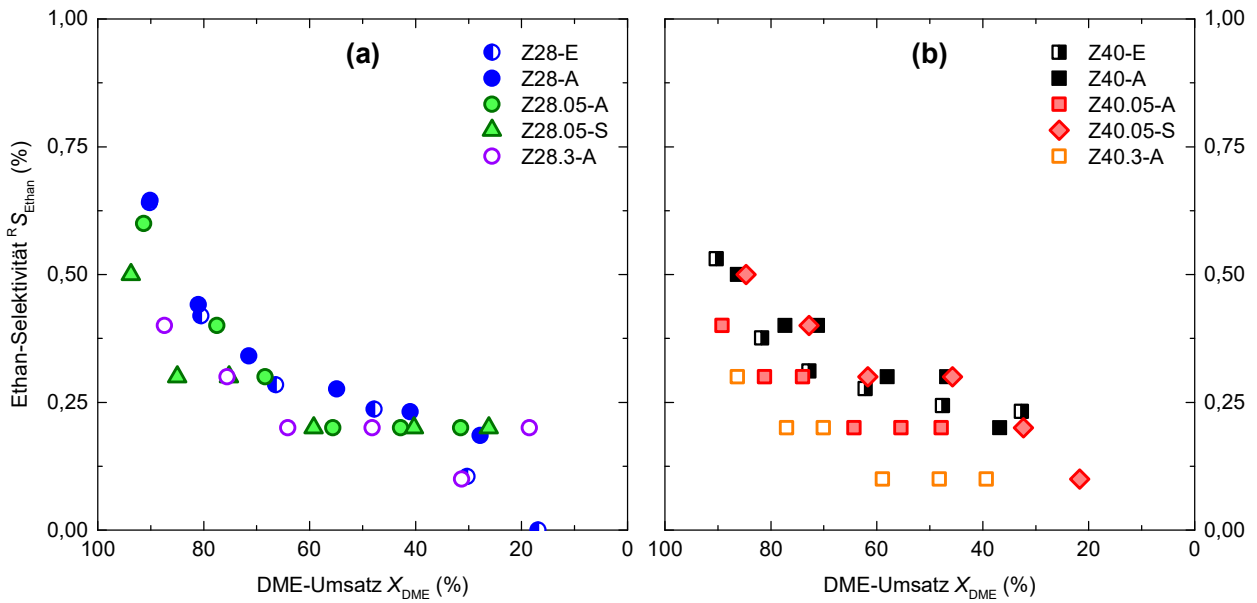 Ethan-Selektivität ᴿS_Ethan (%)
1,00
0,75
0,50
0,25
0,00
(a)
Z28-E
Z28-A
Z28.05-A
Z28.05-S
Z28.3-A
100
80
60
40
20
0
DME-Umsatz X_DME (%)
(b)
Z40-E
Z40-A
Z40.05-A
Z40.05-S
Z40.3-A
1,00
0,75
0,50
0,25
0,00
100
80
60
40
20
0
DME-Umsatz X_DME (%)